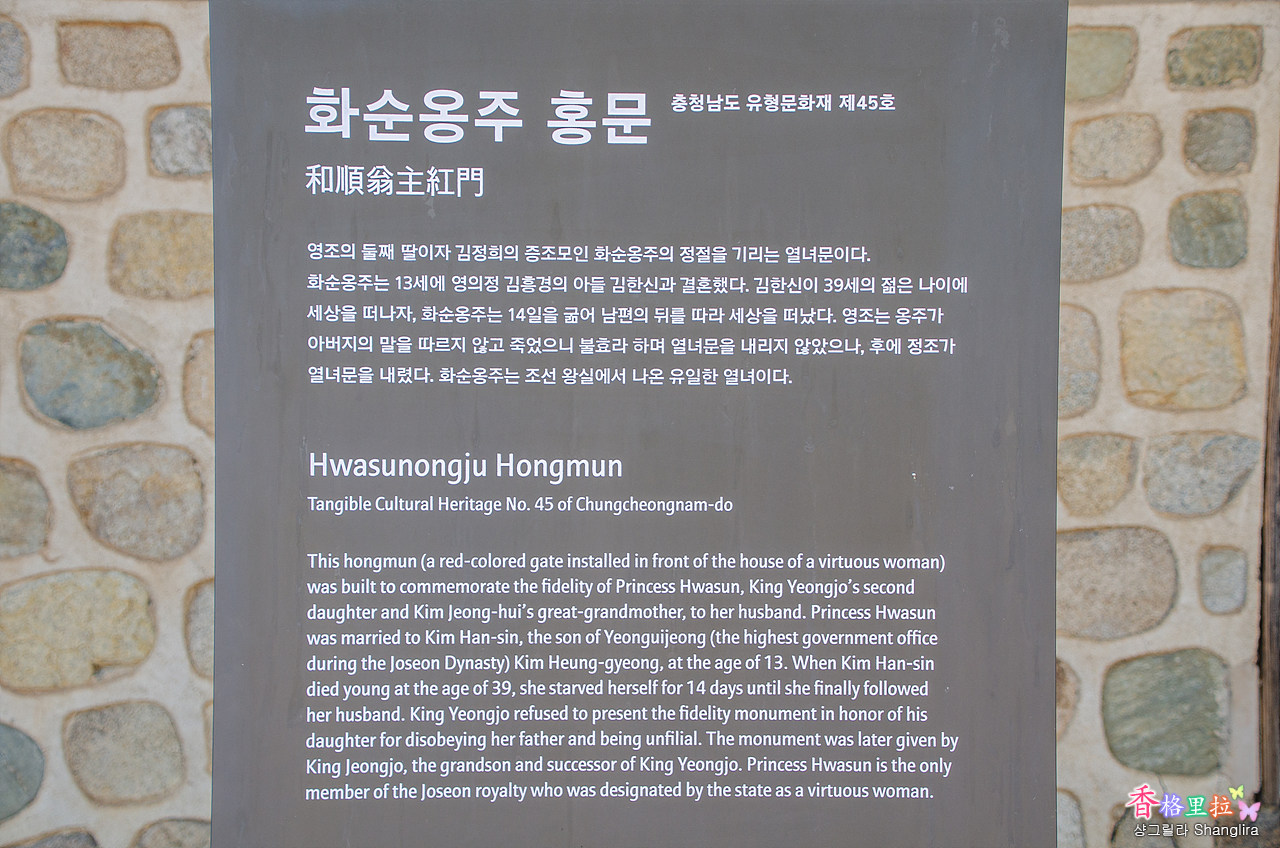 화순옹주 홍문 충청남도 유형문화재 제45호
和順翁主紅門
영조의 둘째 딸이자 김정희의 증조모인 화순옹주의 정절을 기리는 열녀문이다.
화순옹주는 13세에 영의정 김흥경의 아들 김한신과 결혼했다. 김한신이 39세의 젊은 나이에
세상을 떠나자, 화순옹주는 14일을 굶어 남편의 뒤를 따라 세상을 떠났다. 영조는 옹주가
아버지의 말을 따르지 않고 죽었으니 불효라 하며 열녀문을 내리지 않았으나, 후에 정조가
열녀문을 내렸다. 화순옹주는 조선 왕실에서 나온 유일한 열녀이다.
Hwasunongju Hongmun
Tangible Cultural Heritage No. 45 of Chungcheongnam-do
This hongmun (a red-colored gate installed in front of the house of a virtuous woman)
was built to commemorate the fidelity of Princess Hwasun, King Yeongjo's second
daughter and Kim Jeong-hui's great-grandmother, to her husband. Princess Hwasun
was married to Kim Han-sin, the son of Yeonguijeong (the highest government office
during the Joseon Dynasty) Kim Heung-gyeong, at the age of 13. When Kim Han-sin
died young at the age of 39, she starved herself for 14 days until she finally followed
her husband. King Yeongjo refused to present the fidelity monument in honor of his
daughter for disobeying her father and being unfilial. The monument was later given by
King Jeongjo, the grandson and successor of King Yeongjo. Princess Hwasun is the only
member of the Joseon royalty who was designated by the state as a virtuous woman.
香格里拉
샹그릴라 Shanglira